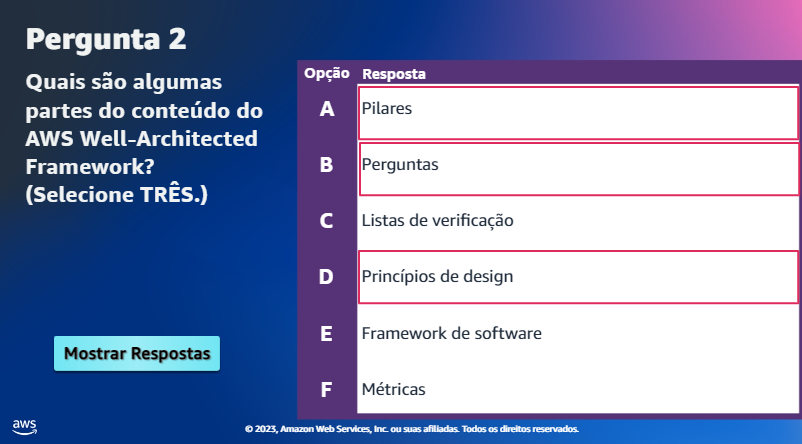 Pergunta 2
Quais são algumas
partes do conteúdo do
AWS Well-Architected
Framework?
(Selecione TRÊS.)
Opção Resposta
A Pilares
B Perguntas
C Listas de verificação
D Princípios de design
E Framework de software
F Métricas
Mostrar Respostas
aws
© 2023, Amazon Web Services, Inc. ou suas afiliadas. Todos os direitos reservados.